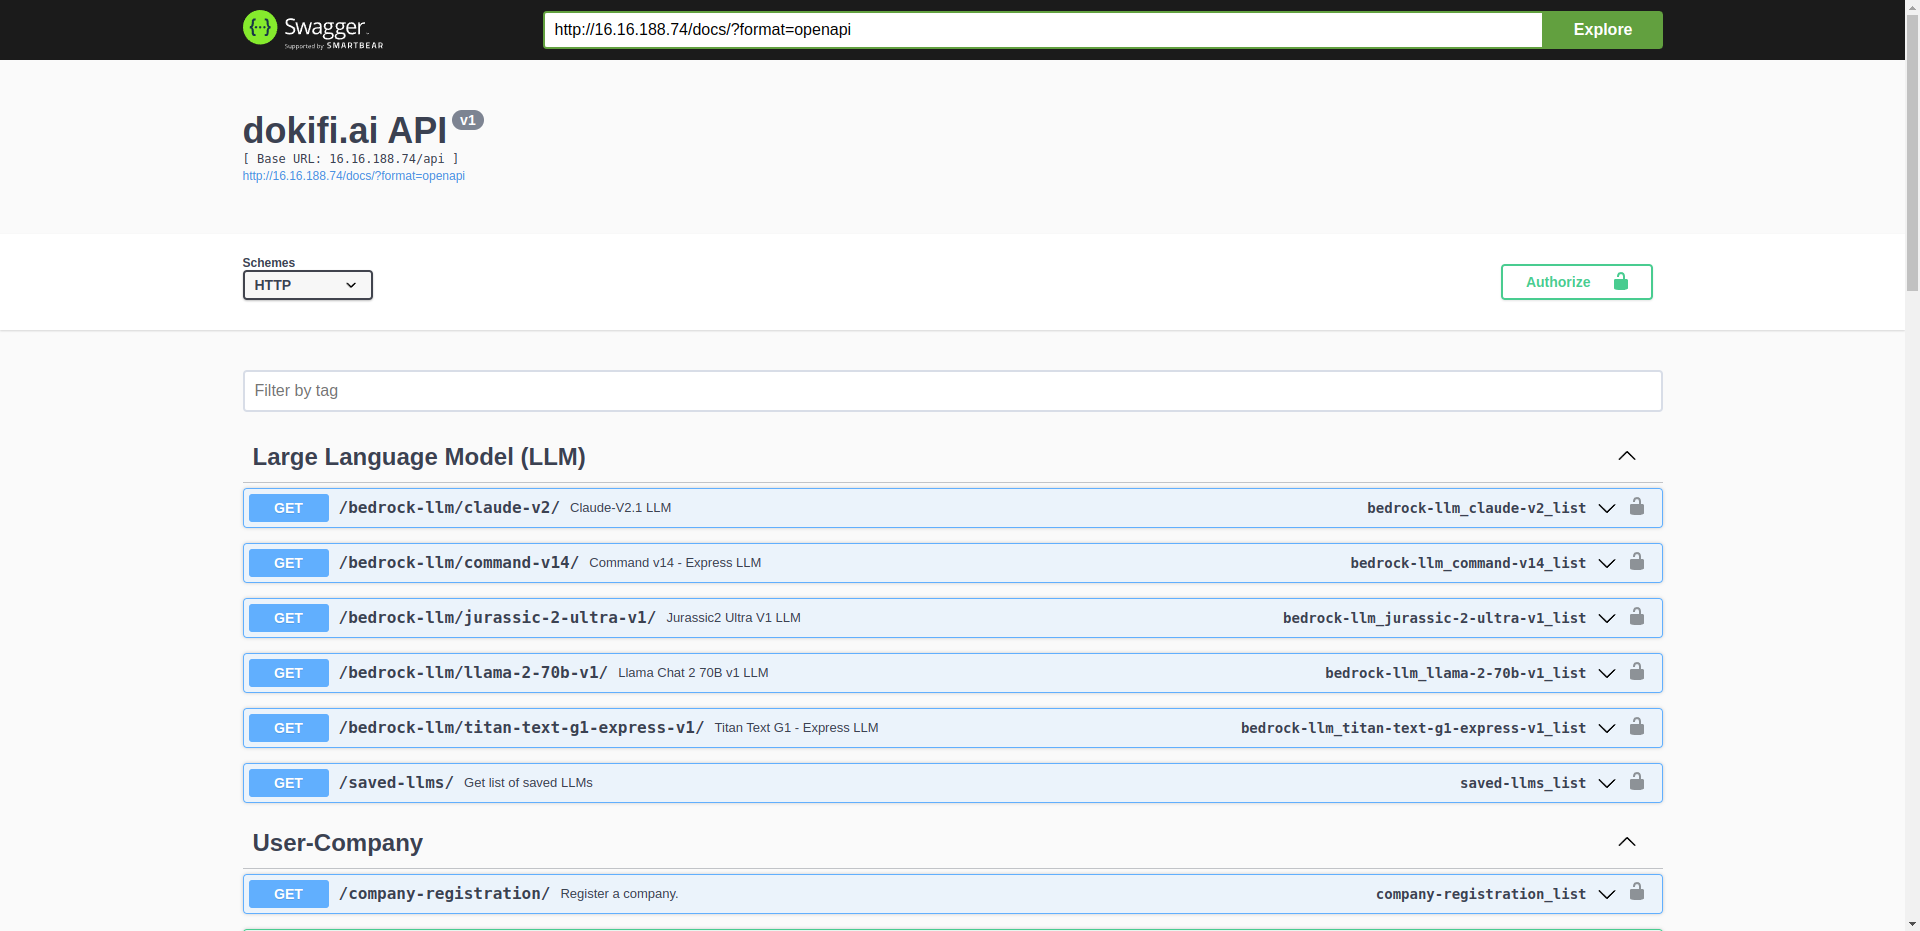 Swagger
Supported by SMARTBEAR
http://16.16.188.74/docs/?format=openapi
Explore
dokifi.ai API v1
[ Base URL: 16.16.188.74/api ]
http://16.16.188.74/docs/?format=openapi
Schemes
HTTP
Authorize
Filter by tag
Large Language Model (LLM)
GET /bedrock-llm/claude-v2/ Claude-V2.1 LLM bedrock-llm_claude-v2_list
GET /bedrock-llm/command-v14/ Command v14 - Express LLM bedrock-llm_command-v14_list
GET /bedrock-llm/jurassic-2-ultra-v1/ Jurassic2 Ultra V1 LLM bedrock-llm_jurassic-2-ultra-v1_list
GET /bedrock-llm/llama-2-70b-v1/ Llama Chat 2 70B v1 LLM bedrock-llm_llama-2-70b-v1_list
GET /bedrock-llm/titan-text-g1-express-v1/ Titan Text G1 - Express LLM bedrock-llm_titan-text-g1-express-v1_list
GET /saved-llms/ Get list of saved LLMs saved-llms_list
User-Company
GET /company-registration/ Register a company. company-registration_list